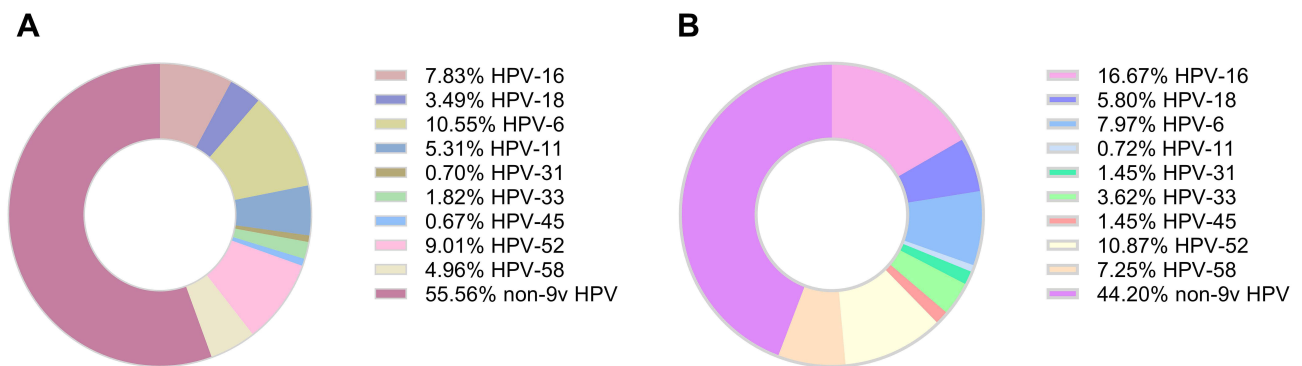 A
7.83% HPV-16
3.49% HPV-18
10.55% HPV-6
5.31% HPV-11
0.70% HPV-31
1.82% HPV-33
0.67% HPV-45
9.01% HPV-52
4.96% HPV-58
55.56% non-9v HPV
B
16.67% HPV-16
5.80% HPV-18
7.97% HPV-6
0.72% HPV-11
1.45% HPV-31
3.62% HPV-33
1.45% HPV-45
10.87% HPV-52
7.25% HPV-58
44.20% non-9v HPV